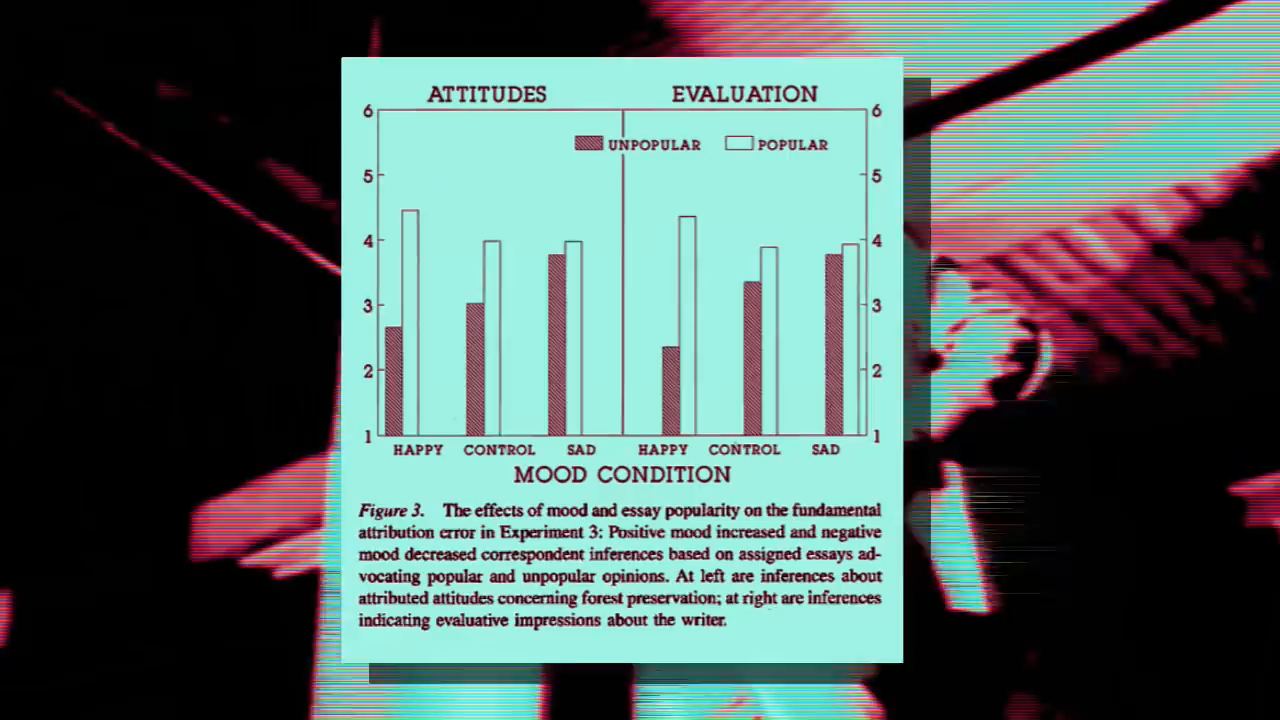 ATTITUDES EVALUATION
6 6
UNPOPULAR POPULAR
5 5
4 4
3 3
2 2
1 1
HAPPY CONTROL SAD HAPPY CONTROL SAD
MOOD CONDITION
Figure 3. The effects of mood and essay popularity on the fundamental
attribution error in Experiment 3: Positive mood increased and negative
mood decreased correspondent inferences based on assigned essays ad-
vocating popular and unpopular opinions. At left are inferences about
attributed attitudes concerning forest preservation; at right are inferences
indicating evaluative impressions about the writer.